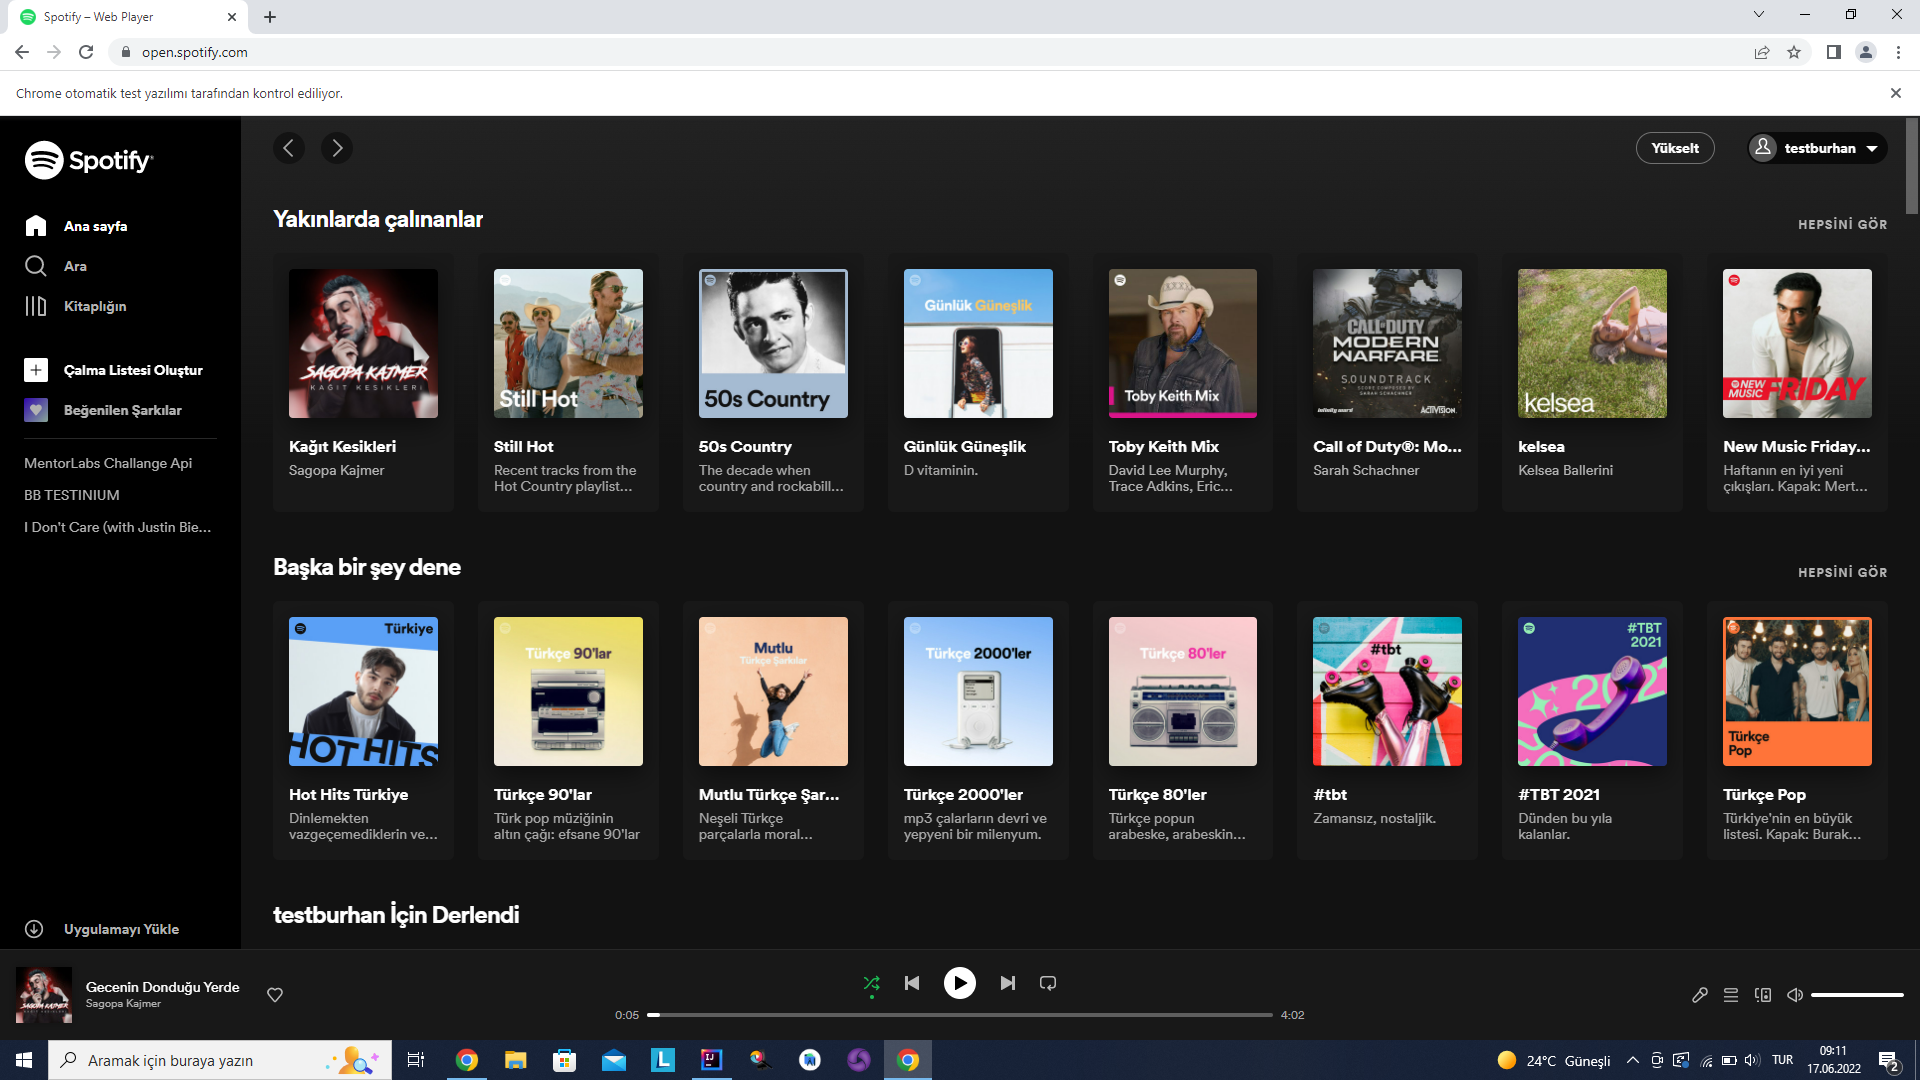 Spotify – Web Player
open.spotify.com
Chrome otomatik test yazılımı tarafından kontrol ediliyor.
Spotify
Ana sayfa
Ara
Kitaplığın
Çalma Listesi Oluştur
Beğenilen Şarkılar
MentorLabs Challange Api
BB TESTINIUM
I Don't Care (with Justin Bie...
Uygulamayı Yükle
Yükselt
testburhan
Yakınlarda çalınanlar
HEPSİNİ GÖR
SAGOPA KAJMER
KAĞIT KESİKLERİ
Kağıt Kesikleri
Sagopa Kajmer
Still Hot
Still Hot
Recent tracks from the
Hot Country playlist...
50s Country
50s Country
The decade when
country and rockabill...
Günlük Güneşlik
Günlük Güneşlik
D vitaminin.
Toby Keith Mix
Toby Keith Mix
David Lee Murphy,
Trace Adkins, Eric...
CALL OF DUTY
MODERN
WARFARE
SOUNDTRACK
SCORE COMPOSED BY
SARAH SCHACHNER
infinity ward
ACTIVISION
Call of Duty®: Mo...
Sarah Schachner
kelsea
kelsea
Kelsea Ballerini
NEW
MUSIC
FRIDAY
New Music Friday...
Haftanın en iyi yeni
çıkışları. Kapak: Mert...
Başka bir şey dene
HEPSİNİ GÖR
Türkiye
HOT HITS
Hot Hits Türkiye
Dinlemekten
vazgeçemediklerin ve...
Türkçe 90'lar
Türkçe 90'lar
Türk pop müziğinin
altın çağı: efsane 90'lar
Mutlu
Türkçe Şarkılar
Mutlu Türkçe Şar...
Neşeli Türkçe
parçalarla moral...
Türkçe 2000'ler
Türkçe 2000'ler
mp3 çalarların devri ve
yepyeni bir milenyum.
Türkçe 80'ler
Türkçe 80'ler
Türkçe popun
arabeske, arabeskin...
#tbt
#tbt
Zamansız, nostaljik.
#TBT
2021
#TBT 2021
Dünden bu yıla
kalanlar.
Türkçe
Pop
Türkçe Pop
Türkiye'nin en büyük
listesi. Kapak: Burak...
testburhan İçin Derlendi
Gecenin Donduğu Yerde
Sagopa Kajmer
0:05
4:02
Aramak için buraya yazın
24°C Güneşli
TUR
09:11
17.06.2022
2